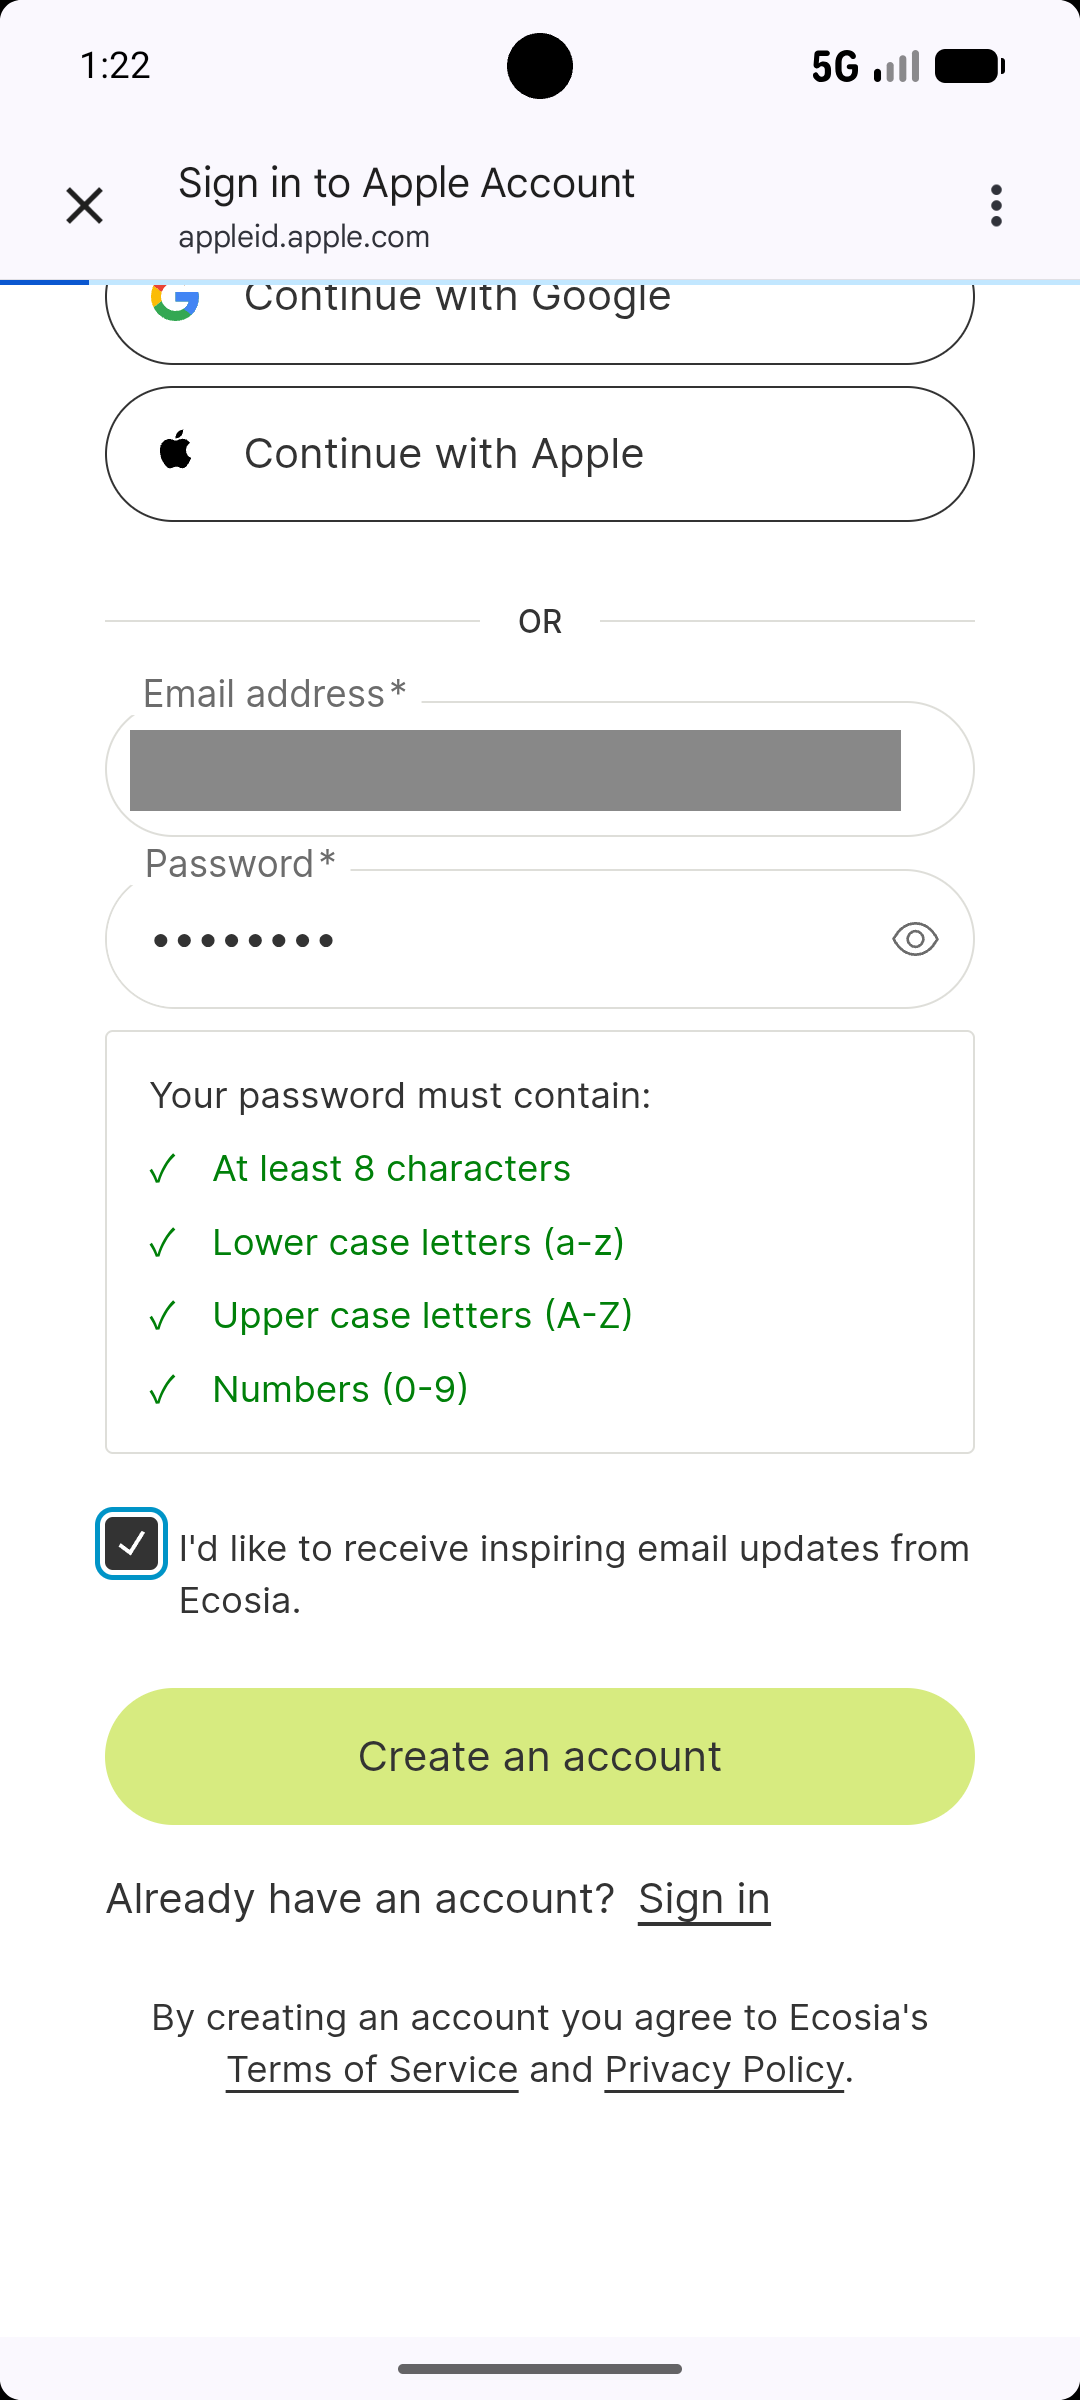 1:22
5G
Sign in to Apple Account
appleid.apple.com
Continue with Google
Continue with Apple
OR
Email address*
Password*
••••••••
Your password must contain:
✓ At least 8 characters
✓ Lower case letters (a-z)
✓ Upper case letters (A-Z)
✓ Numbers (0-9)
I'd like to receive inspiring email updates from
Ecosia.
Create an account
Already have an account? Sign in
By creating an account you agree to Ecosia's
Terms of Service and Privacy Policy.